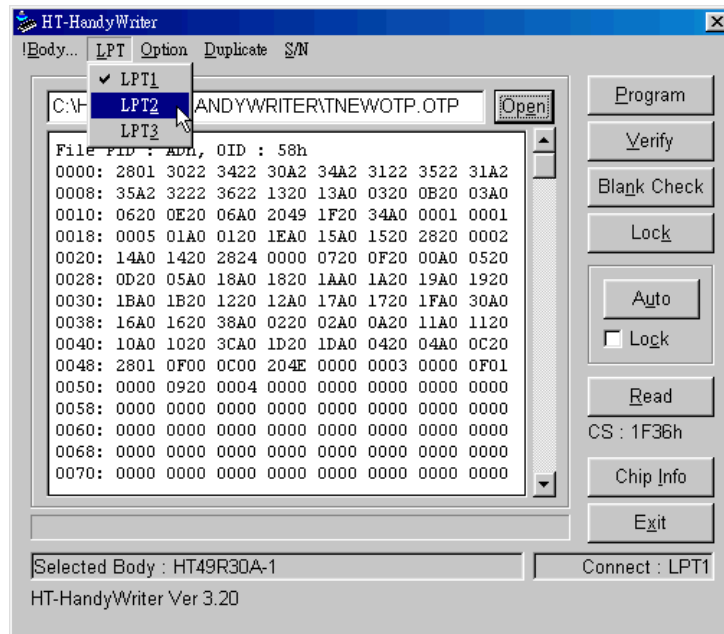 HT-HandyWriter
!Body... LPT Option Duplicate S/N
LPT1
LPT2
LPT3
C:\H ANDYWRITER\TNEWOTP.OTP Open
File PID : ADh, OID : 58h
0000: 2801 3022 3422 30A2 34A2 3122 3522 31A2
0008: 35A2 3222 3622 1320 13A0 0320 0B20 03A0
0010: 0620 0E20 06A0 2049 1F20 34A0 0001 0001
0018: 0005 01A0 0120 1EA0 15A0 1520 2820 0002
0020: 14A0 1420 2824 0000 0720 0F20 00A0 0520
0028: 0D20 05A0 18A0 1820 1AA0 1A20 19A0 1920
0030: 1BA0 1B20 1220 12A0 17A0 1720 1FA0 30A0
0038: 16A0 1620 38A0 0220 02A0 0A20 11A0 1120
0040: 10A0 1020 3CA0 1D20 1DA0 0420 04A0 0C20
0048: 2801 0F00 0C00 204E 0000 0003 0000 0F01
0050: 0000 0920 0004 0000 0000 0000 0000 0000
0058: 0000 0000 0000 0000 0000 0000 0000 0000
0060: 0000 0000 0000 0000 0000 0000 0000 0000
0068: 0000 0000 0000 0000 0000 0000 0000 0000
0070: 0000 0000 0000 0000 0000 0000 0000 0000
Program
Verify
Blank Check
Lock
Auto
Lock
Read
CS : 1F36h
Chip Info
Exit
Selected Body : HT49R30A-1
Connect : LPT1
HT-HandyWriter Ver 3.20